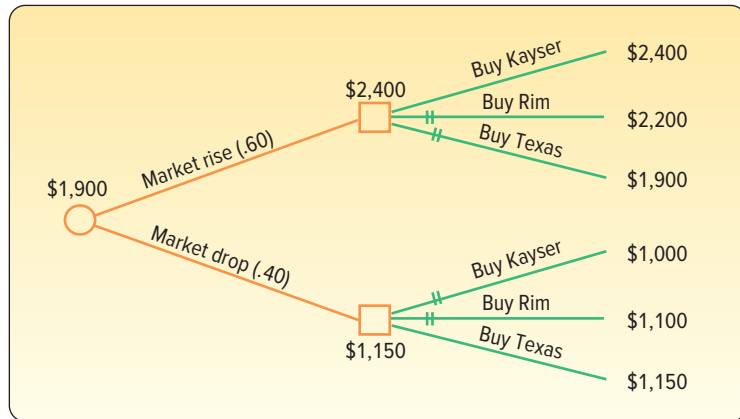 Buy Kayser
$2,400
$2,400
Buy Rim
$2,200
Buy Texas
$1,900
Market rise (.60)
$1,900
Market drop (.40)
Buy Kayser
$1,000
Buy Rim
$1,100
$1,150
Buy Texas
$1,150